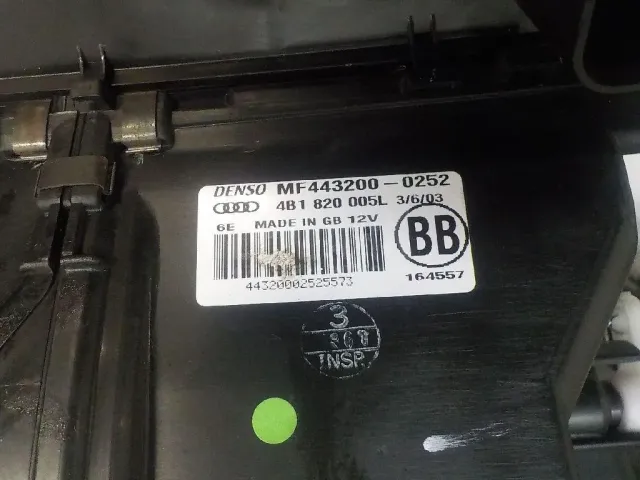 DENSO MF443200-0252
4B1 820 005L 3/6/03
6E MADE IN GB 12V
BB
44320002525573
164557
3
INSP.